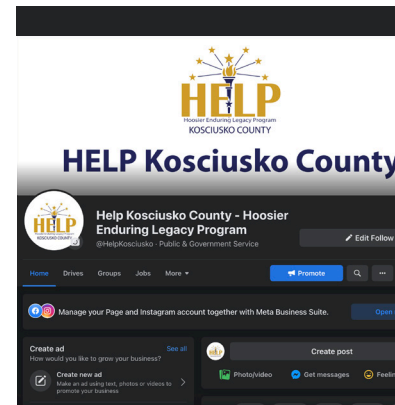 HELP
Hoosier Enduring Legacy Program
KOSCIUSKO COUNTY
HELP Kosciusko County
HELP
KOSCIUSKO COUNTY
Help Kosciusko County - Hoosier
Enduring Legacy Program
@HelpKosciusko · Public & Government Service
Edit Follow
Home Drives Groups Jobs More
Promote
Manage your Page and Instagram account together with Meta Business Suite.
Open
Create ad
See all
How would you like to grow your business?
Create new ad
Make an ad using text, photos or videos to
promote your business
HELP
Create post
Photo/video Get messages Feelin